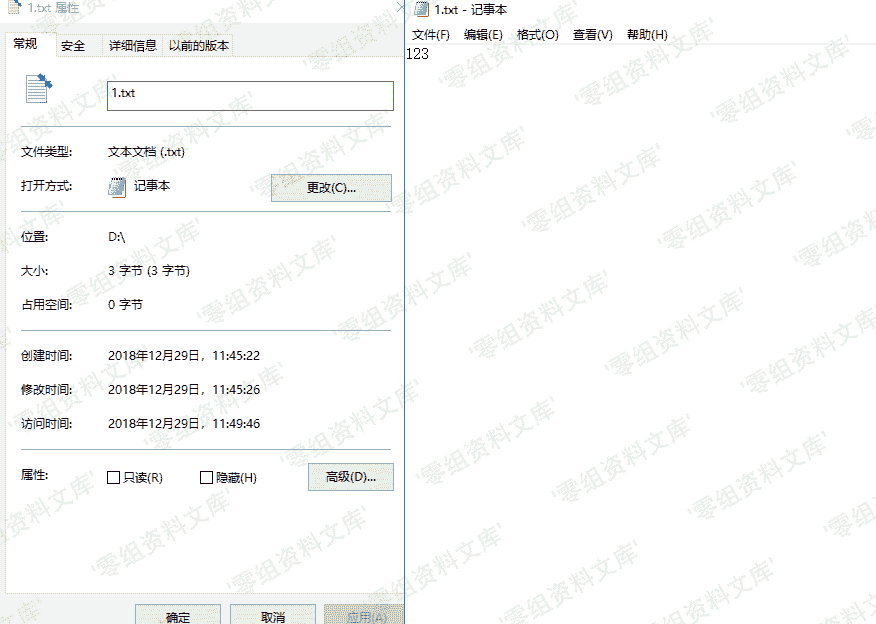 1.txt 属性
常规 安全 详细信息 以前的版本
1.txt
文件类型: 文本文档 (.txt)
打开方式: 记事本 更改(C)...
位置: D:\
大小: 3 字节 (3 字节)
占用空间: 0 字节
创建时间: 2018年12月29日，11:45:22
修改时间: 2018年12月29日，11:45:26
访问时间: 2018年12月29日，11:49:46
属性: 只读(R) 隐藏(H) 高级(D)...
确定 取消 应用(A)
1.txt - 记事本
文件(F) 编辑(E) 格式(O) 查看(V) 帮助(H)
123
'零组资料文库'